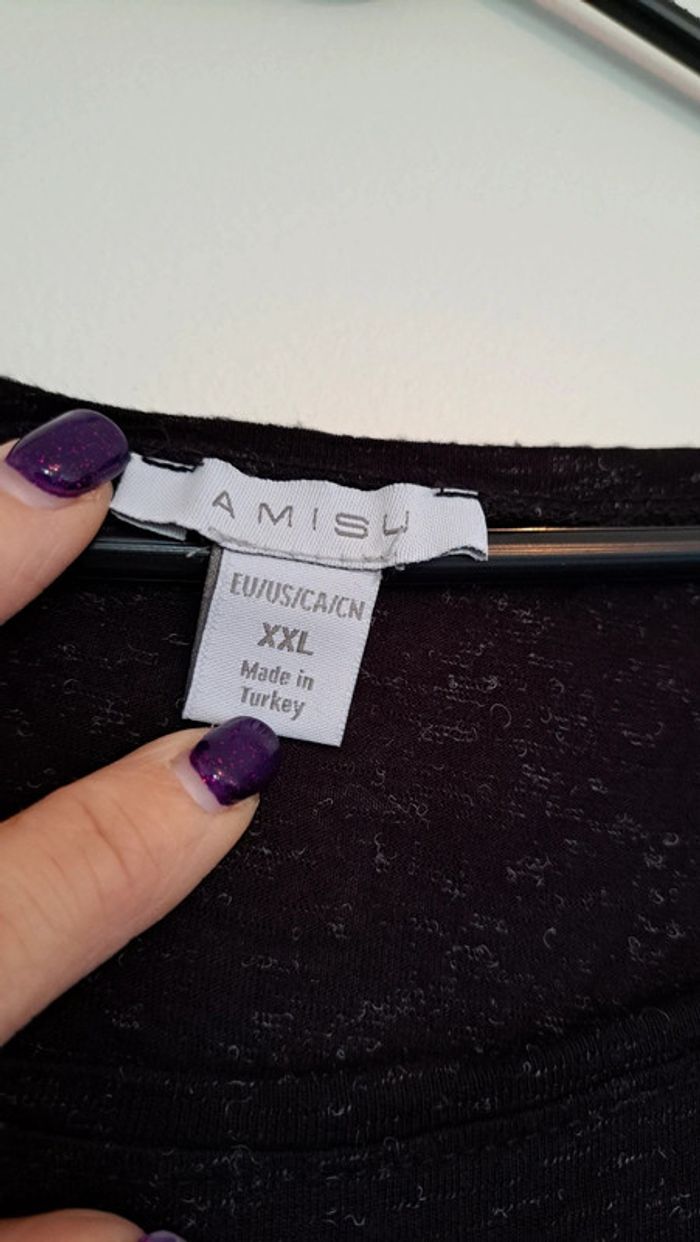 AMISU
EU/US/CA/CN
XXL
Made in
Turkey